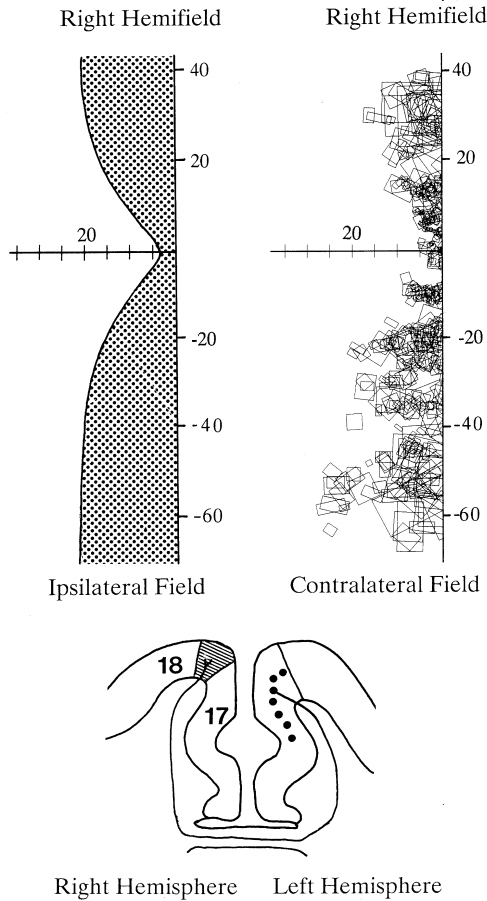 Right Hemifield
Right Hemifield
40
40
20
20
20
20
-20
-20
-40
-40
-60
-60
Ipsilateral Field
Contralateral Field
18
17
Right Hemisphere
Left Hemisphere